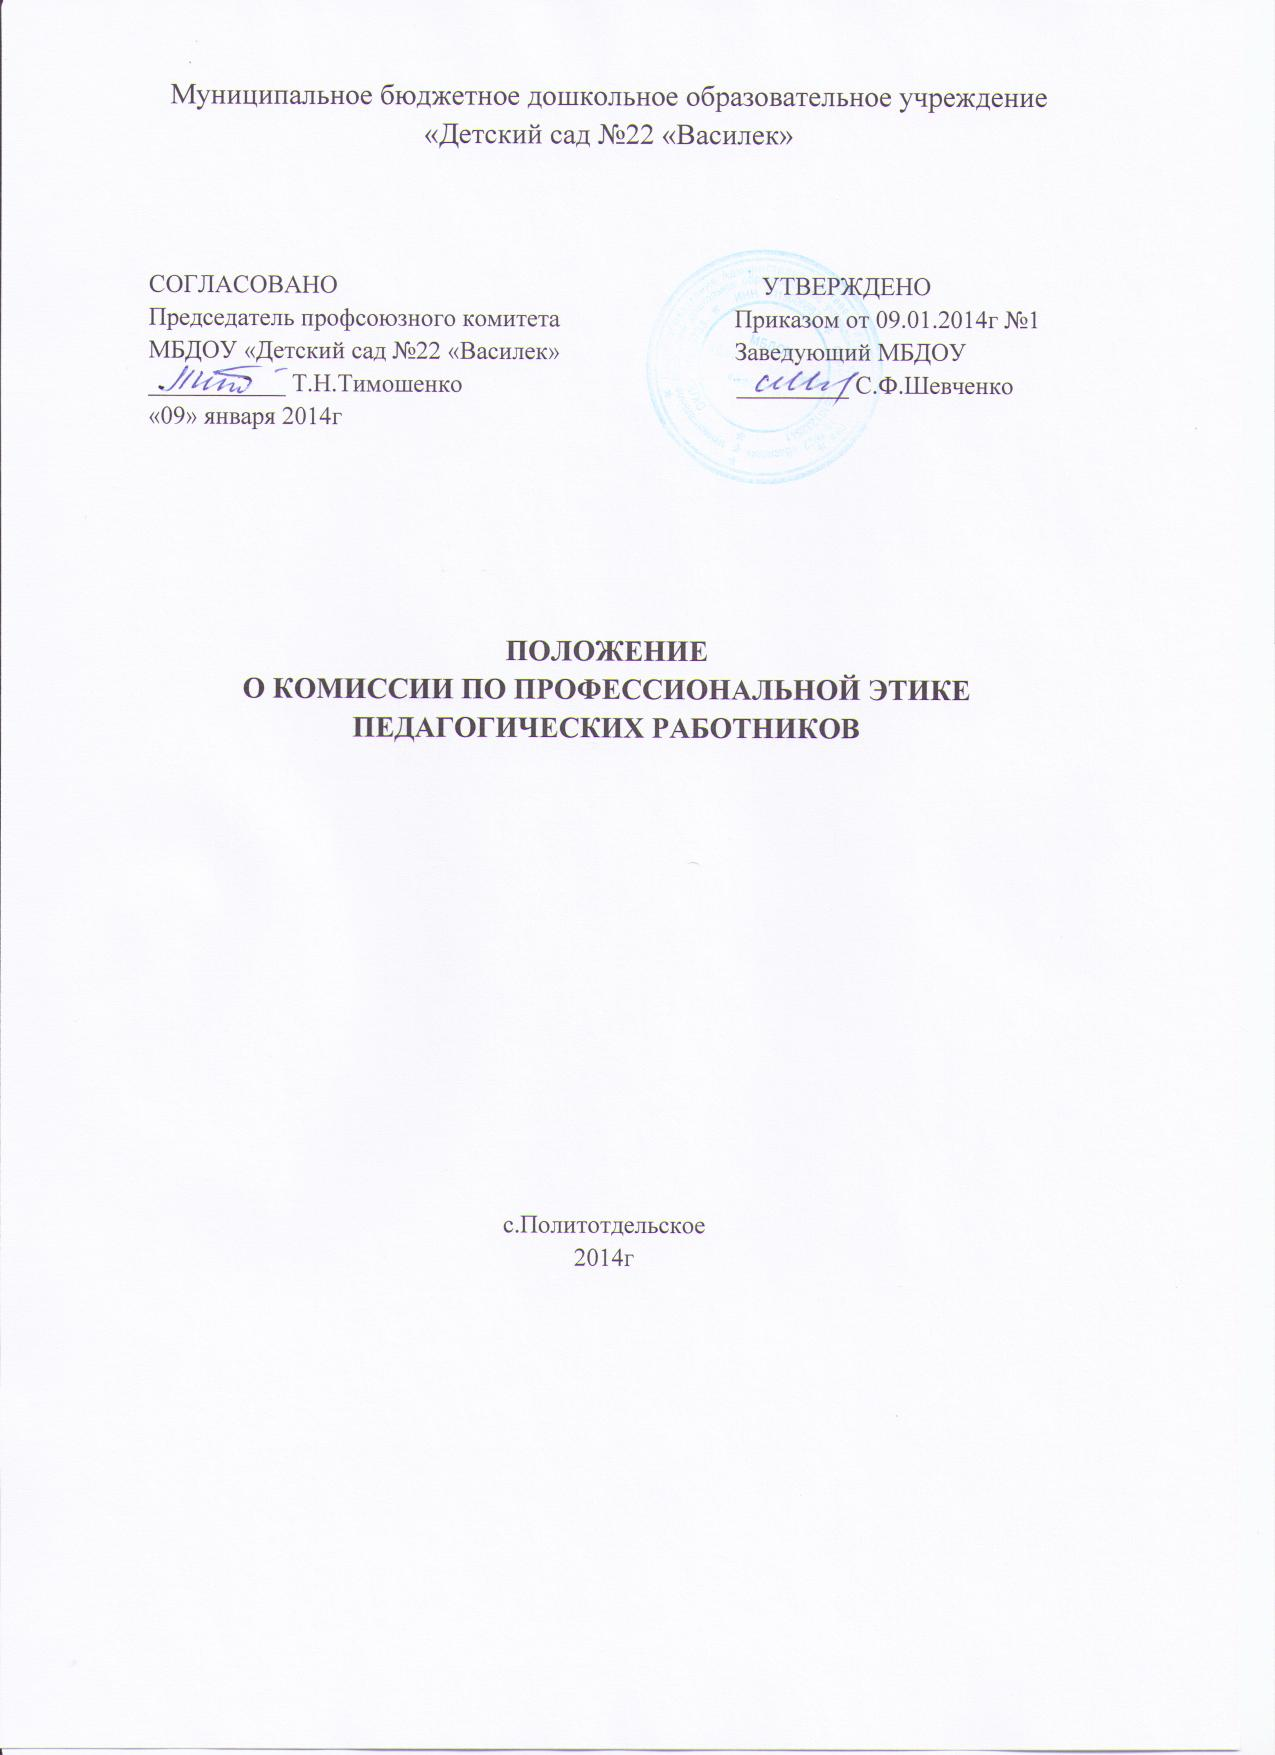 Муниципальное бюджетное дошкольное образовательное учреждение
«Детский сад №22 «Василек»
СОГЛАСОВАНО
Председатель профсоюзного комитета
МБДОУ «Детский сад №22 «Василек»
Т.Н.Тимошенко
«09» января 2014г
УТВЕРЖДЕНО
Приказом от 09.01.2014г №1
Заведующий МБДОУ
С.Ф.Шевченко
ПОЛОЖЕНИЕ
О КОМИССИИ ПО ПРОФЕССИОНАЛЬНОЙ ЭТИКЕ
ПЕДАГОГИЧЕСКИХ РАБОТНИКОВ
с.Политотдельское
2014г